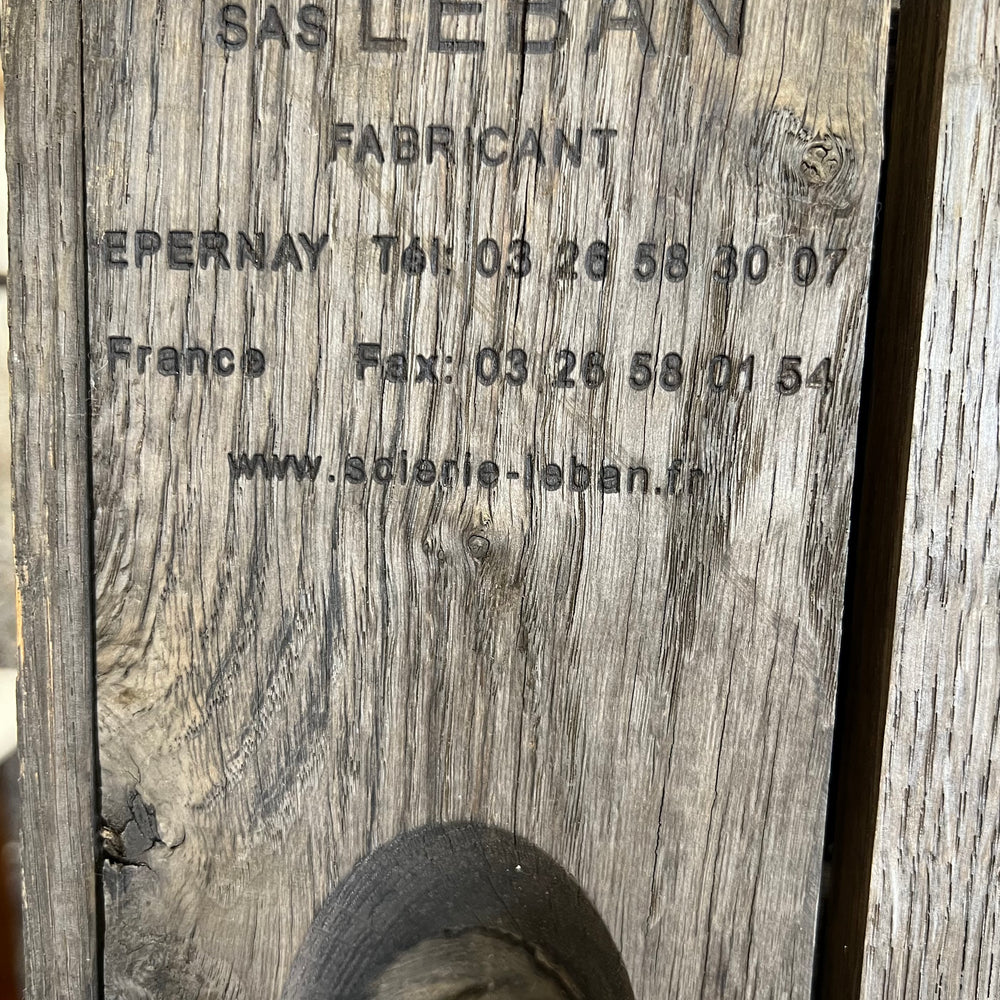 SAS LEBAN
FABRICANT
EPERNAY Tél: 03 26 58 30 07
France Fax: 03 26 58 01 54
www.scierie-leban.fr